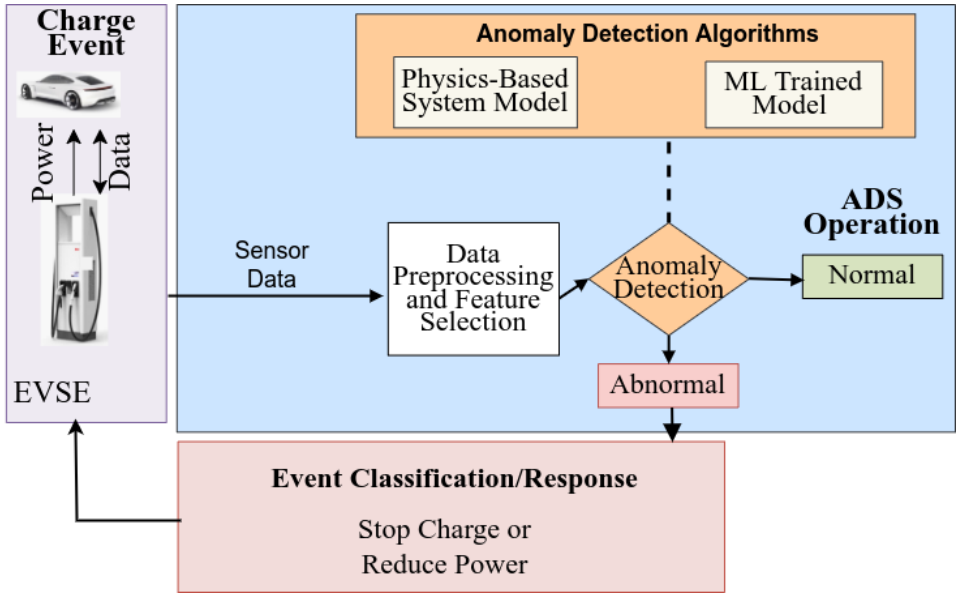 Charge
Event
Power
Data
EVSE
Sensor
Data
Anomaly Detection Algorithms
Physics-Based
System Model
ML Trained
Model
Data
Preprocessing
and Feature
Selection
Anomaly
Detection
ADS
Operation
Normal
Abnormal
Event Classification/Response
Stop Charge or
Reduce Power